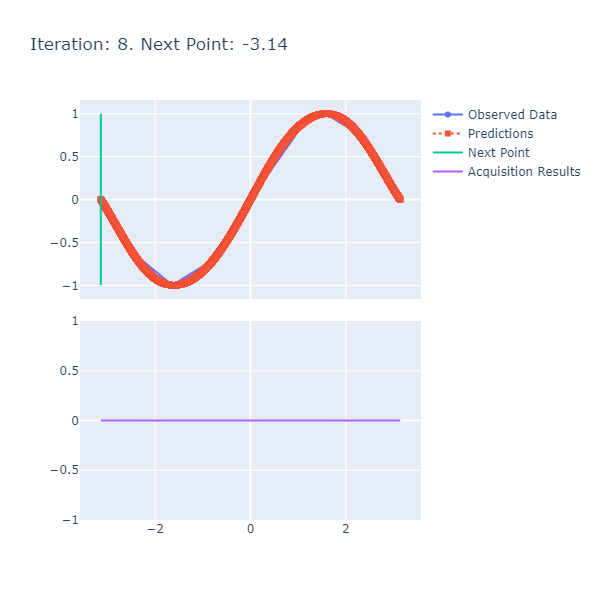 Iteration: 8. Next Point: -3.14
1
0.5
0
−0.5
−1
Observed Data
Predictions
Next Point
Acquisition Results
1
0.5
0
−0.5
−1
−2
0
2